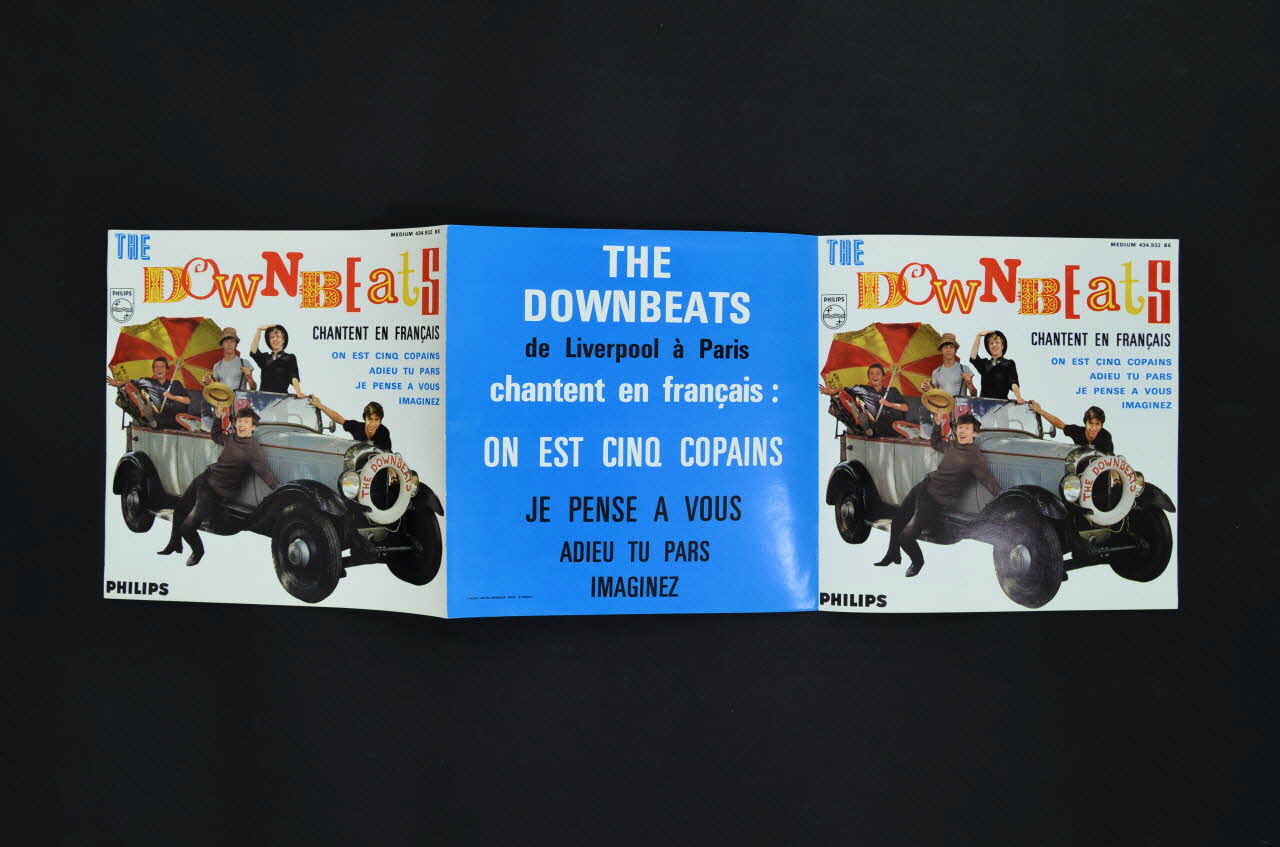 MEDIUM 434.932 BE
THE
DOWNBEATS
PHILIPS
CHANTENT EN FRANÇAIS
ON EST CINQ COPAINS
ADIEU TU PARS
JE PENSE A VOUS
IMAGINEZ
THE DOWNBEATS
PHILIPS
THE
DOWNBEATS
de Liverpool à Paris
chantent en français :
ON EST CINQ COPAINS
JE PENSE A VOUS
ADIEU TU PARS
IMAGINEZ
MEDIUM 434.932 BE
THE
DOWNBEATS
PHILIPS
CHANTENT EN FRANÇAIS
ON EST CINQ COPAINS
ADIEU TU PARS
JE PENSE A VOUS
IMAGINEZ
THE DOWNBEATS
PHILIPS